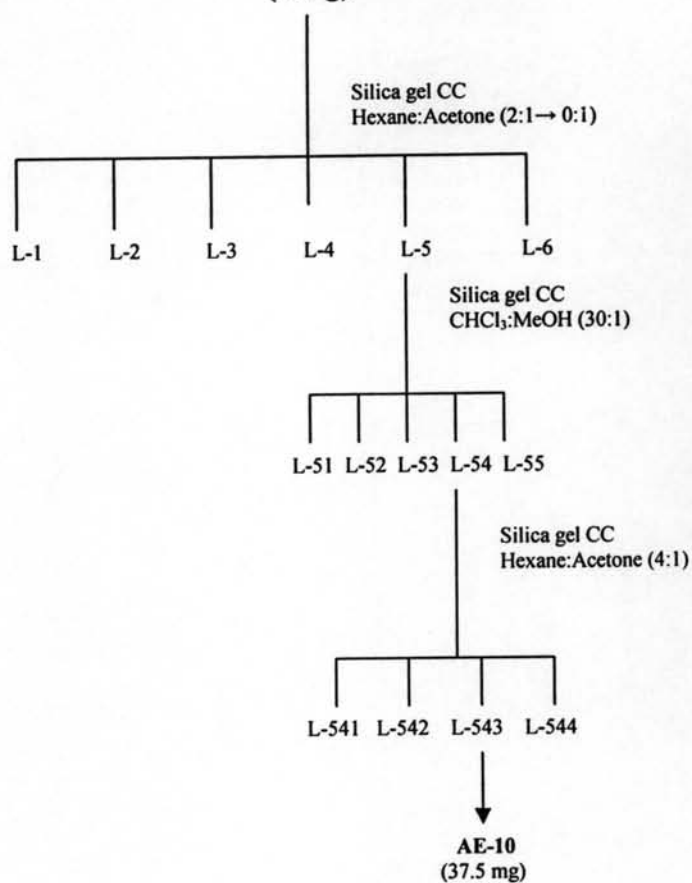 Silica gel CC
Hexane:Acetone (2:1→ 0:1)
L-1 L-2 L-3 L-4 L-5 L-6
Silica gel CC
CHCl₃:MeOH (30:1)
L-51 L-52 L-53 L-54 L-55
Silica gel CC
Hexane:Acetone (4:1)
L-541 L-542 L-543 L-544
AE-10
(37.5 mg)